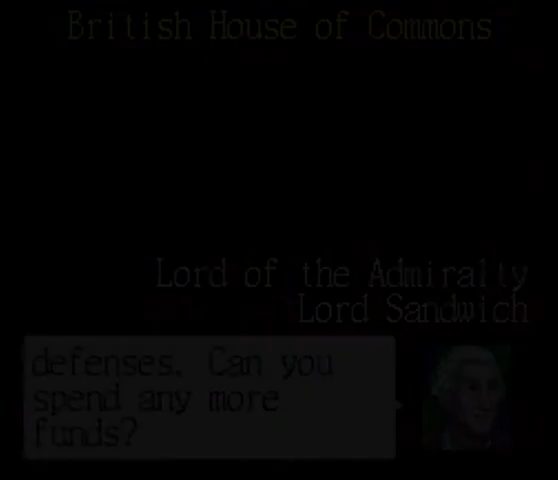 British House of Commons
Lord of the Admiralty
Lord Sandwich
defenses. Can you
spend any more
funds?